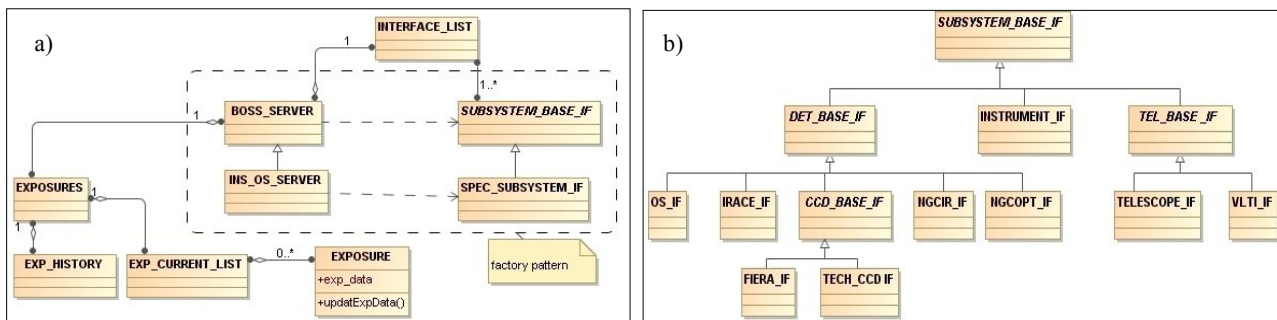 a)
INTERFACE_LIST
1
1..*
BOSS_SERVER
SUBSYSTEM_BASE_IF
1
INS_OS_SERVER
SPEC_SUBSYSTEM_IF
EXPOSURES
1
1
factory pattern
EXP_HISTORY
EXP_CURRENT_LIST
0..*
EXPOSURE
+exp_data
+updatExpData()
b)
SUBSYSTEM_BASE_IF
DET_BASE_IF
INSTRUMENT_IF
TEL_BASE_IF
OS_IF
IRACE_IF
CCD_BASE_IF
NGCIR_IF
NGCOPT_IF
TELESCOPE_IF
VLTI_IF
FIERA_IF
TECH_CCD IF